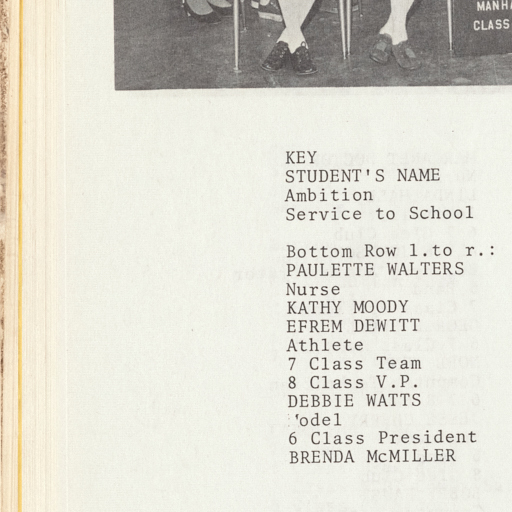 MANHA
CLASS
KEY
STUDENT'S NAME
Ambition
Service to School
Bottom Row l.to r.:
PAULETTE WALTERS
Nurse
KATHY MOODY
EFREM DEWITT
Athlete
7 Class Team
8 Class V.P.
DEBBIE WATTS
Model
6 Class President
BRENDA McMILLER